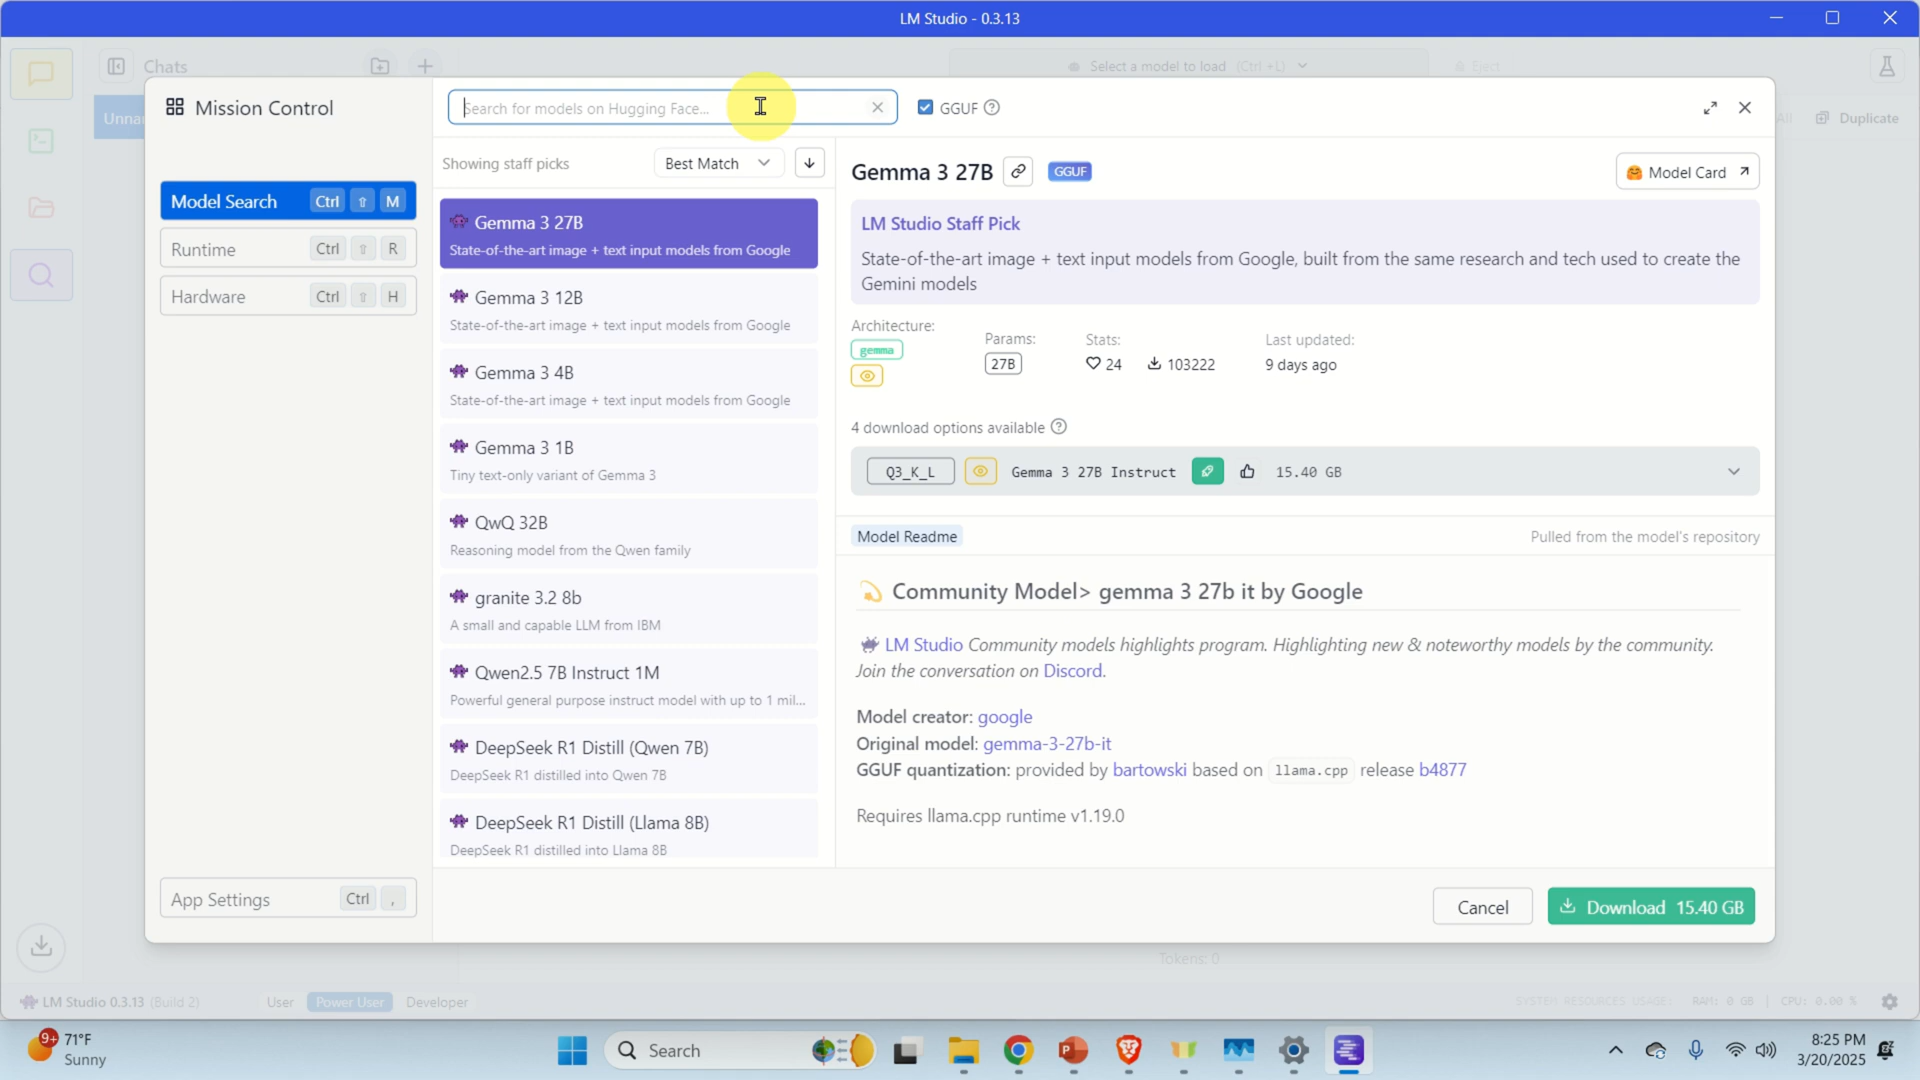 LM Studio - 0.3.13
Chats
Select a model to load (Ctrl +L)
Eject
Unnar
All
Duplicate
Mission Control
Search for models on Hugging Face...
GGUF
Model Search Ctrl ⇧ M
Runtime Ctrl ⇧ R
Hardware Ctrl ⇧ H
App Settings Ctrl ,
Showing staff picks
Best Match
Gemma 3 27B
State-of-the-art image + text input models from Google
Gemma 3 12B
State-of-the-art image + text input models from Google
Gemma 3 4B
State-of-the-art image + text input models from Google
Gemma 3 1B
Tiny text-only variant of Gemma 3
QwQ 32B
Reasoning model from the Qwen family
granite 3.2 8b
A small and capable LLM from IBM
Qwen2.5 7B Instruct 1M
Powerful general purpose instruct model with up to 1 mil...
DeepSeek R1 Distill (Qwen 7B)
DeepSeek R1 distilled into Qwen 7B
DeepSeek R1 Distill (Llama 8B)
DeepSeek R1 distilled into Llama 8B
Gemma 3 27B
GGUF
Model Card
LM Studio Staff Pick
State-of-the-art image + text input models from Google, built from the same research and tech used to create the
Gemini models
Architecture:
gemma
Params:
27B
Stats:
24 103222
Last updated:
9 days ago
4 download options available
Q3_K_L Gemma 3 27B Instruct 15.40 GB
Model Readme
Pulled from the model's repository
Community Model> gemma 3 27b it by Google
LM Studio Community models highlights program. Highlighting new & noteworthy models by the community.
Join the conversation on Discord.
Model creator: google
Original model: gemma-3-27b-it
GGUF quantization: provided by bartowski based on llama.cpp release b4877
Requires llama.cpp runtime v1.19.0
Cancel
Download 15.40 GB
Tokens: 0
LM Studio 0.3.13 (Build 2)
User
Power User
Developer
SYSTEM RESOURCES USAGE: RAM: 0 GB | CPU: 0.00 %
9+
71°F
Sunny
Search
8:25 PM
3/20/2025